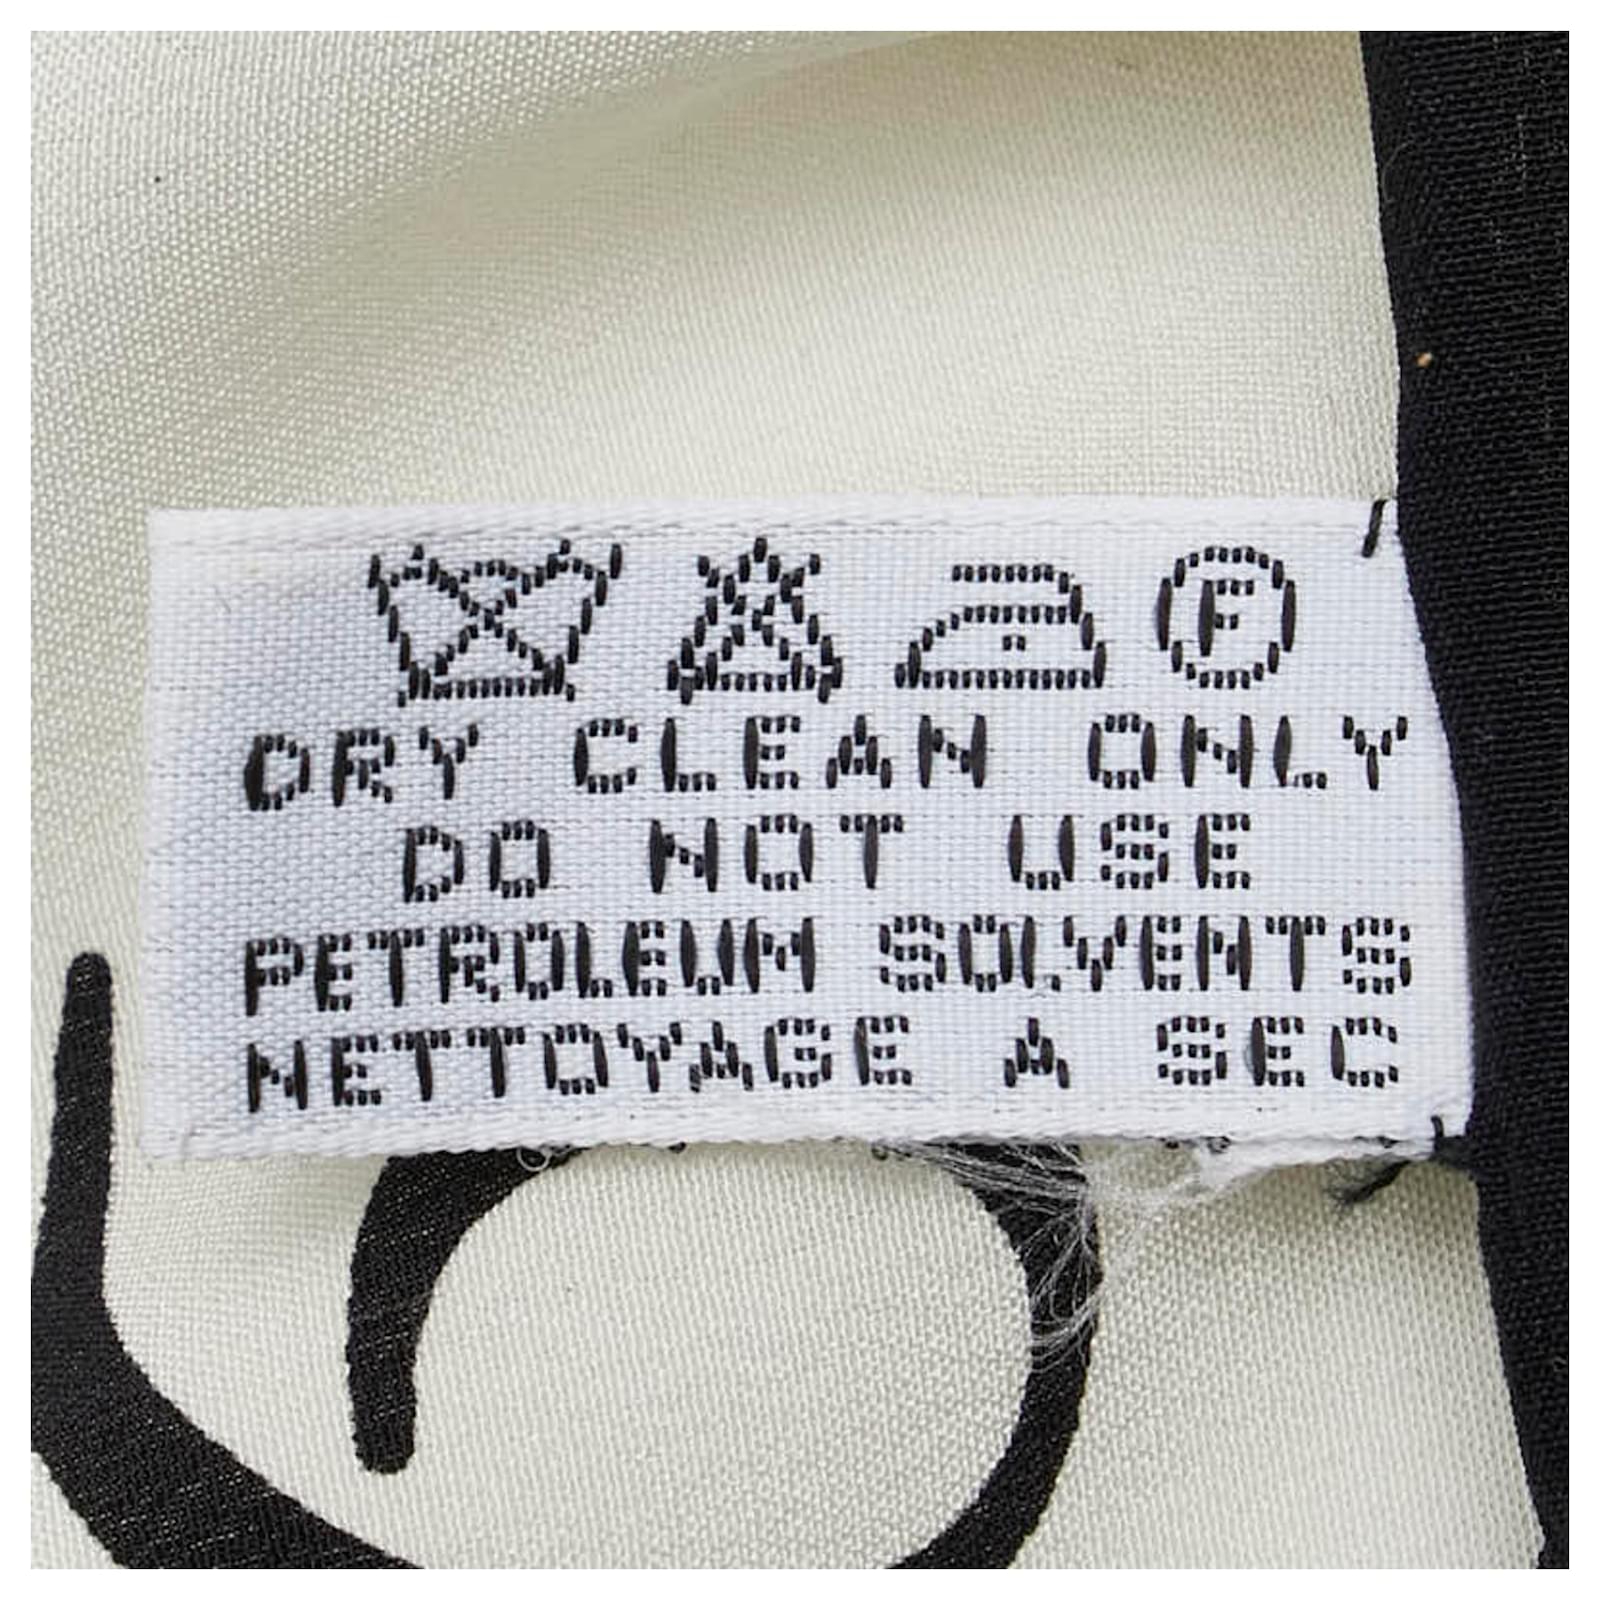 F
DRY CLEAN ONLY
DO NOT USE
PETROLEUM SOLVENTS
NETTOYAGE A SEC